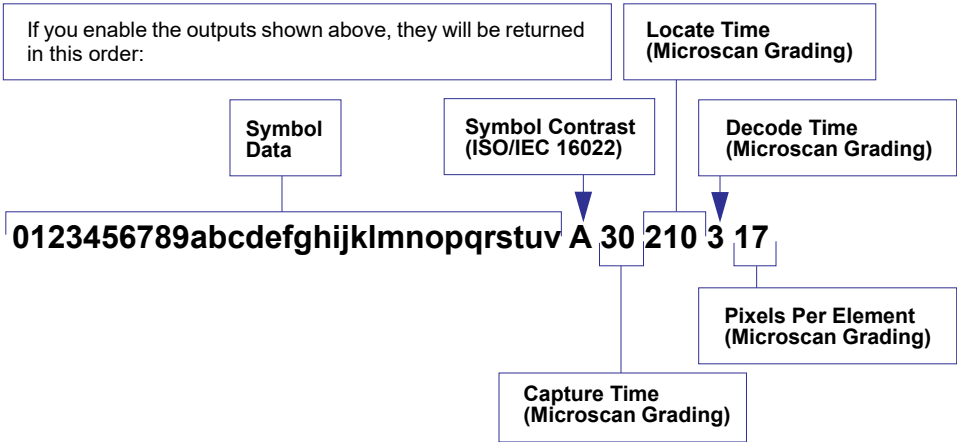 If you enable the outputs shown above, they will be returned
in this order:
Locate Time
(Microscan Grading)
Symbol
Data
Symbol Contrast
(ISO/IEC 16022)
Decode Time
(Microscan Grading)
0123456789abcdefghijklmnopqrstuv A 30 210 3 17
Pixels Per Element
(Microscan Grading)
Capture Time
(Microscan Grading)